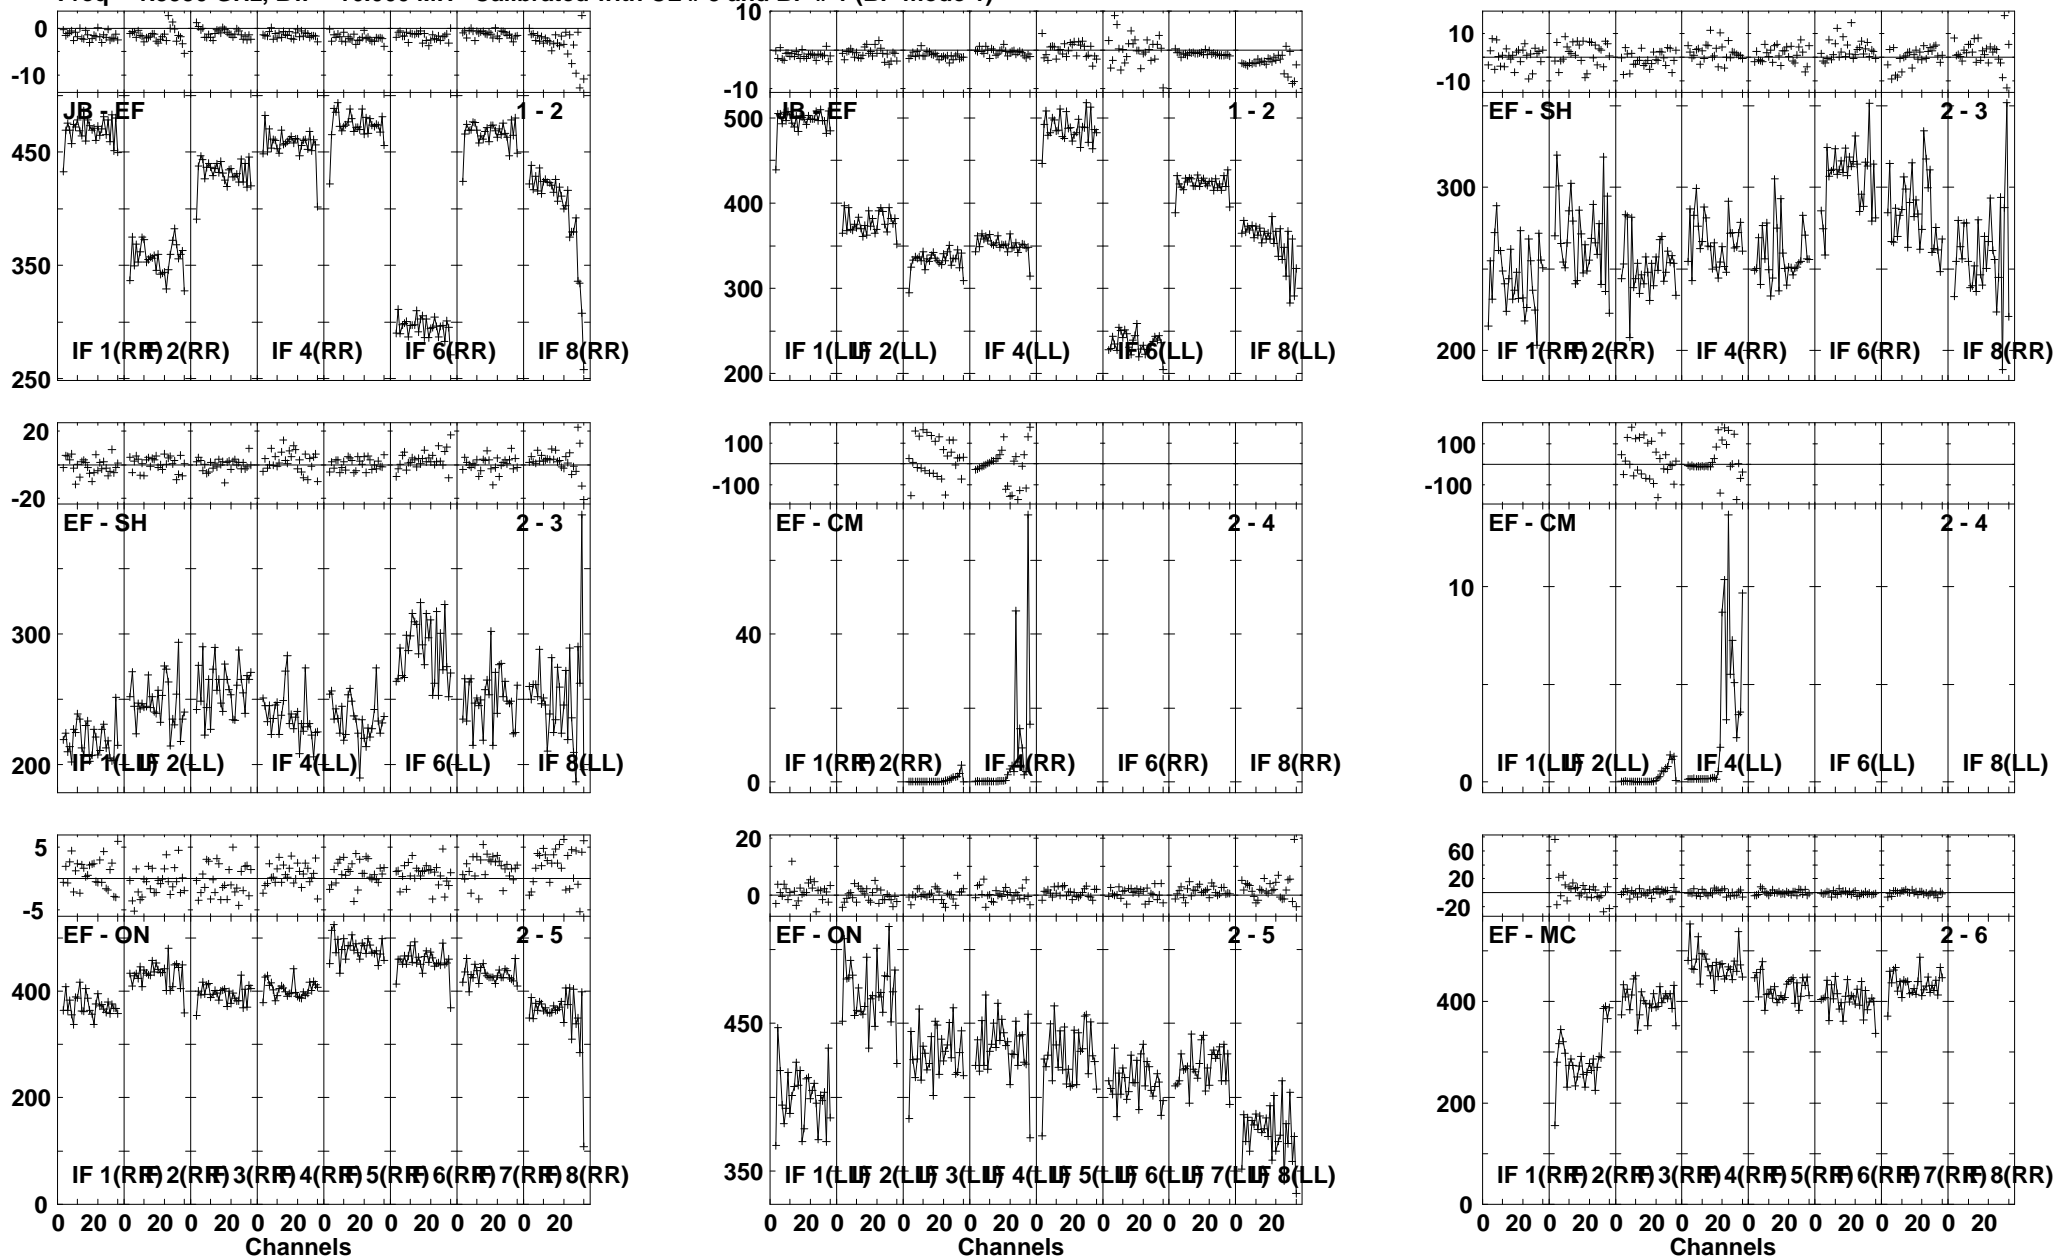 0
-10
JB - EF 1 - 2
450
350
250
IF 1(RR) IF 2(RR) IF 4(RR) IF 6(RR) IF 8(RR)
10
0
-10
JB - EF 1 - 2
500
400
300
200
IF 1(LL) IF 2(LL) IF 4(LL) IF 6(LL) IF 8(LL)
10
0
-10
EF - SH 2 - 3
300
200
IF 1(RR) IF 2(RR) IF 4(RR) IF 6(RR) IF 8(RR)
20
0
-20
EF - SH 2 - 3
300
200
IF 1(LL) IF 2(LL) IF 4(LL) IF 6(LL) IF 8(LL)
100
0
-100
EF - CM 2 - 4
40
0
IF 1(RR) IF 2(RR) IF 4(RR) IF 6(RR) IF 8(RR)
100
0
-100
EF - CM 2 - 4
10
0
IF 1(LL) IF 2(LL) IF 4(LL) IF 6(LL) IF 8(LL)
5
0
-5
EF - ON 2 - 5
400
200
0
IF 1(RR) IF 2(RR) IF 3(RR) IF 4(RR) IF 5(RR) IF 6(RR) IF 7(RR) IF 8(RR)
0 20 0 20 0 20 0 20 0 20 0 20 0 20 0 20
Channels
20
0
EF - ON 2 - 5
450
350
IF 1(LL) IF 2(LL) IF 3(LL) IF 4(LL) IF 5(LL) IF 6(LL) IF 7(LL) IF 8(LL)
0 20 0 20 0 20 0 20 0 20 0 20 0 20 0 20
Channels
60
20
-20
EF - MC 2 - 6
400
200
0
IF 1(RR) IF 2(RR) IF 3(RR) IF 4(RR) IF 5(RR) IF 6(RR) IF 7(RR) IF 8(RR)
0 20 0 20 0 20 0 20 0 20 0 20 0 20 0 20
Channels